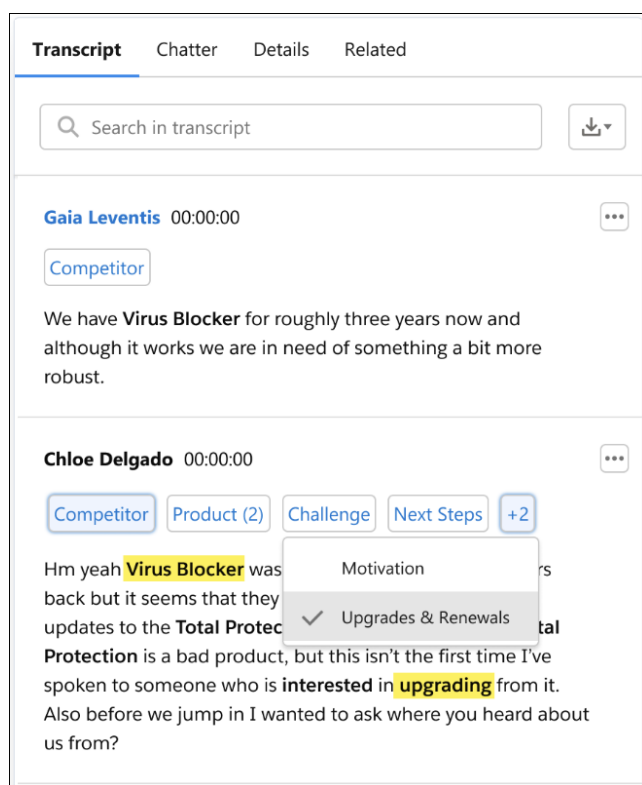 Transcript Chatter Details Related
Search in transcript
Gaia Leventis 00:00:00
Competitor
We have Virus Blocker for roughly three years now and
although it works we are in need of something a bit more
robust.
Chloe Delgado 00:00:00
Competitor Product (2) Challenge Next Steps +2
Motivation
Upgrades & Renewals
Hm yeah Virus Blocker was rs
back but it seems that they
updates to the Total Protec tal
Protection is a bad product, but this isn’t the first time I’ve
spoken to someone who is interested in upgrading from it.
Also before we jump in I wanted to ask where you heard about
us from?